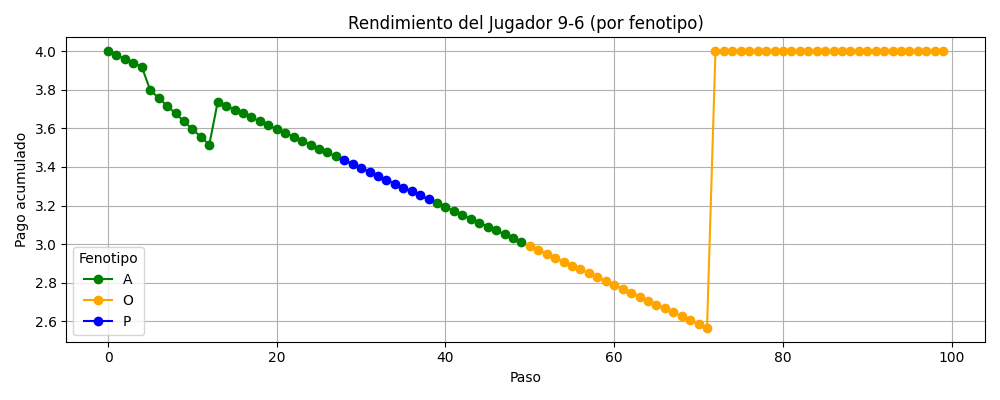 Rendimiento del Jugador 9-6 (por fenotipo)
Pago acumulado
4.0
3.8
3.6
3.4
3.2
3.0
2.8
2.6
Fenotipo
A
O
P
0 20 40 60 80 100
Paso